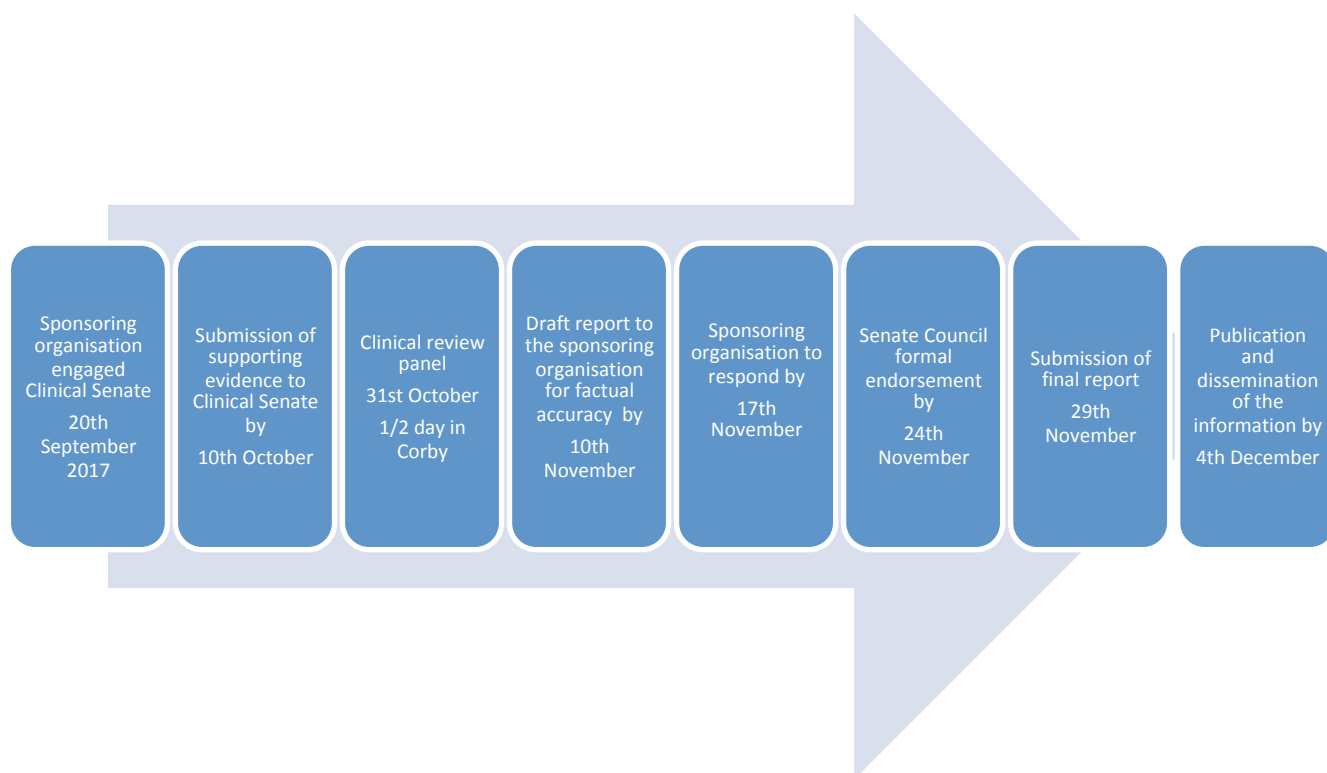 Sponsoring
organisation
engaged
Clinical Senate
20th
September
2017
Submission of
supporting
evidence to
Clinical Senate
by
10th October
Clinical review
panel
31st October
1/2 day in
Corby
Draft report to
the sponsoring
organisation
for factual
accuracy by
10th
November
Sponsoring
organisation to
respond by
17th
November
Senate Council
formal
endorsement
by
24th
November
Submission of
final report
29th
November
Publication
and
dissemination
of the
information by
4th December